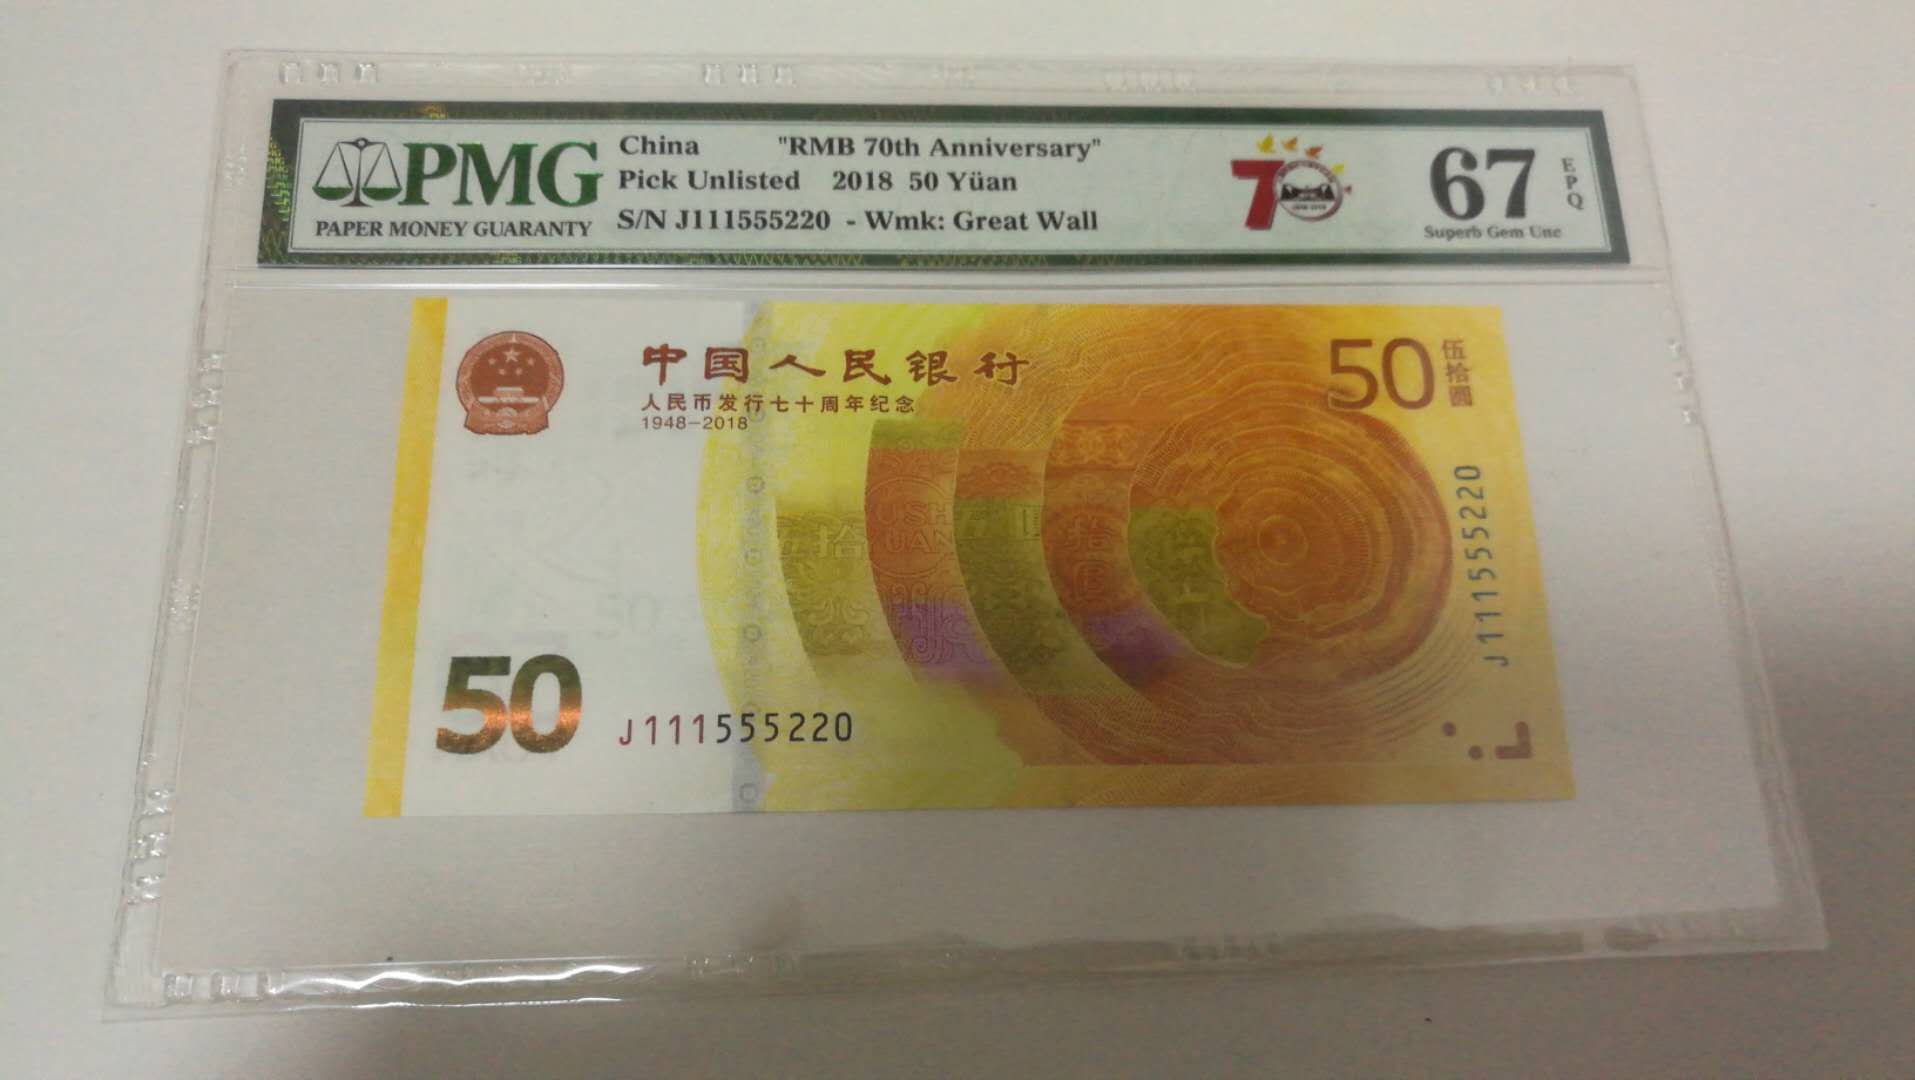 PMG
PAPER MONEY GUARANTY
China "RMB 70th Anniversary"
Pick Unlisted 2018 50 Yüan
S/N J111555220 - Wmk: Great Wall
70
67
EPQ
Superb Gem Unc
中国人民银行
人民币发行七十周年纪念
1948-2018
50
伍拾圆
J111555220
50
50
J111555220